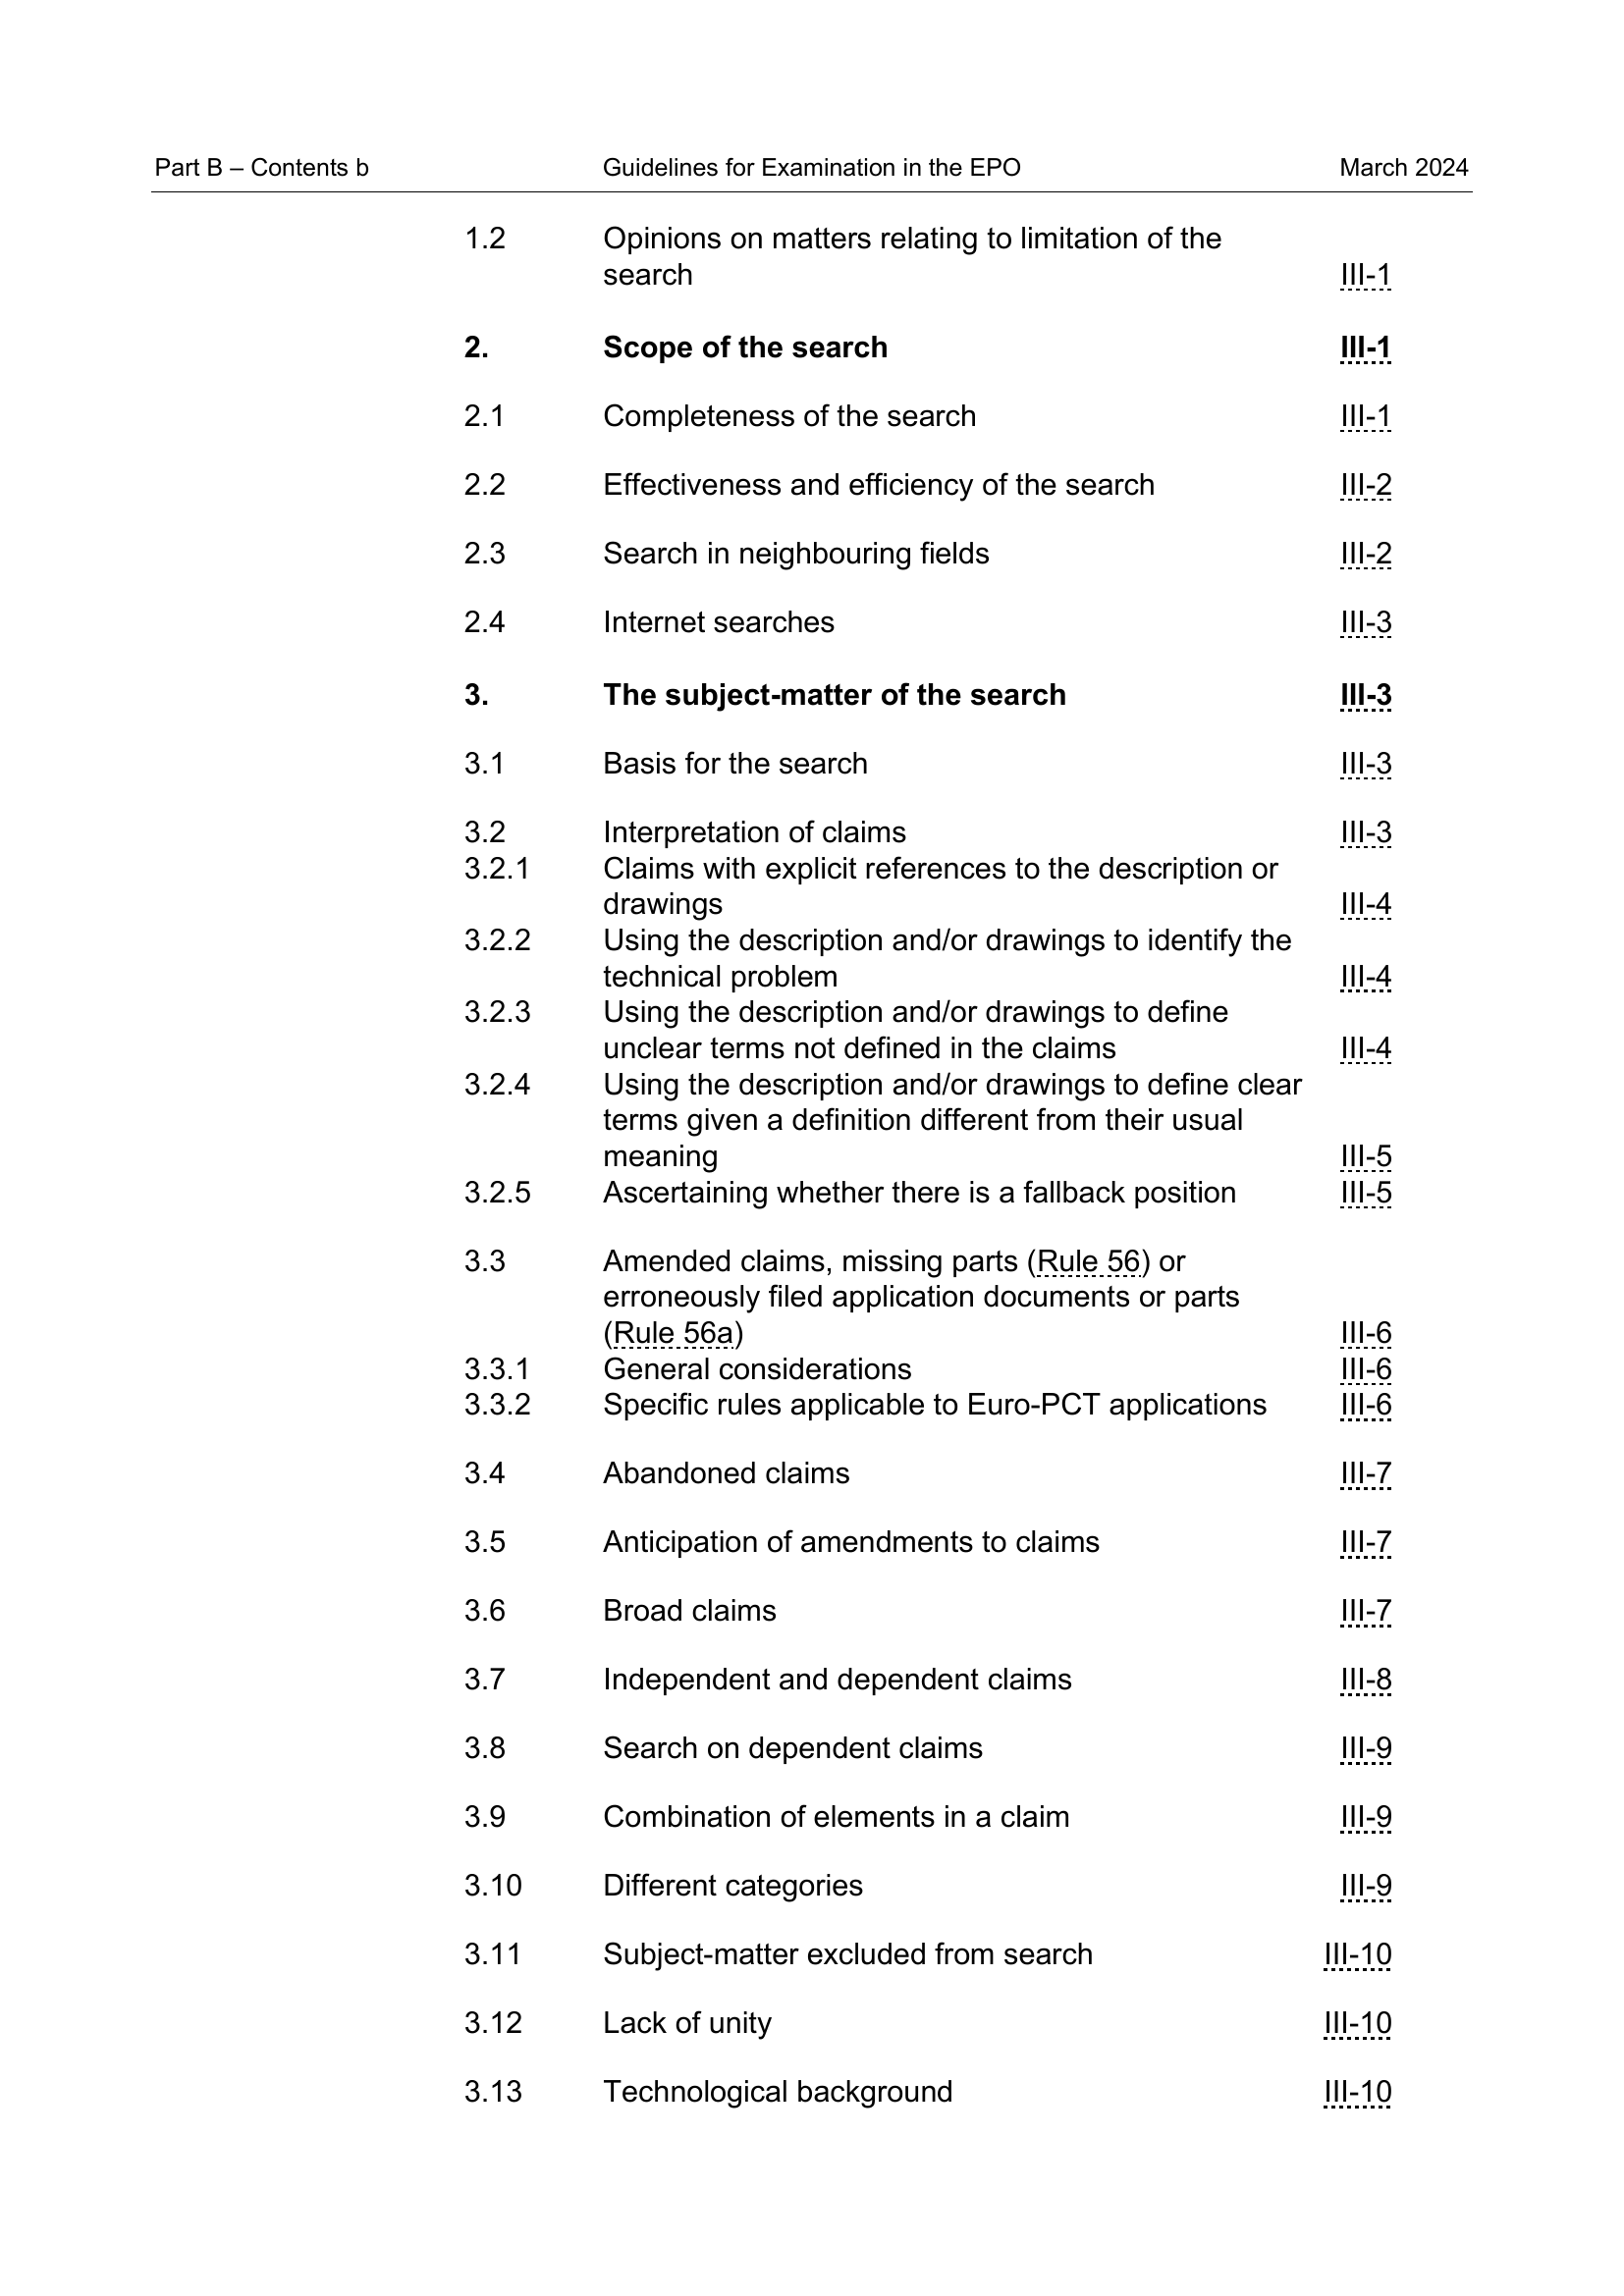 Part B – Contents b Guidelines for Examination in the EPO March 2024
1.2 Opinions on matters relating to limitation of the
search III-1
2. Scope of the search III-1
2.1 Completeness of the search III-1
2.2 Effectiveness and efficiency of the search III-2
2.3 Search in neighbouring fields III-2
2.4 Internet searches III-3
3. The subject-matter of the search III-3
3.1 Basis for the search III-3
3.2 Interpretation of claims III-3
3.2.1 Claims with explicit references to the description or
drawings III-4
3.2.2 Using the description and/or drawings to identify the
technical problem III-4
3.2.3 Using the description and/or drawings to define
unclear terms not defined in the claims III-4
3.2.4 Using the description and/or drawings to define clear
terms given a definition different from their usual
meaning III-5
3.2.5 Ascertaining whether there is a fallback position III-5
3.3 Amended claims, missing parts (Rule 56) or
erroneously filed application documents or parts
(Rule 56a) III-6
3.3.1 General considerations III-6
3.3.2 Specific rules applicable to Euro-PCT applications III-6
3.4 Abandoned claims III-7
3.5 Anticipation of amendments to claims III-7
3.6 Broad claims III-7
3.7 Independent and dependent claims III-8
3.8 Search on dependent claims III-9
3.9 Combination of elements in a claim III-9
3.10 Different categories III-9
3.11 Subject-matter excluded from search III-10
3.12 Lack of unity III-10
3.13 Technological background III-10